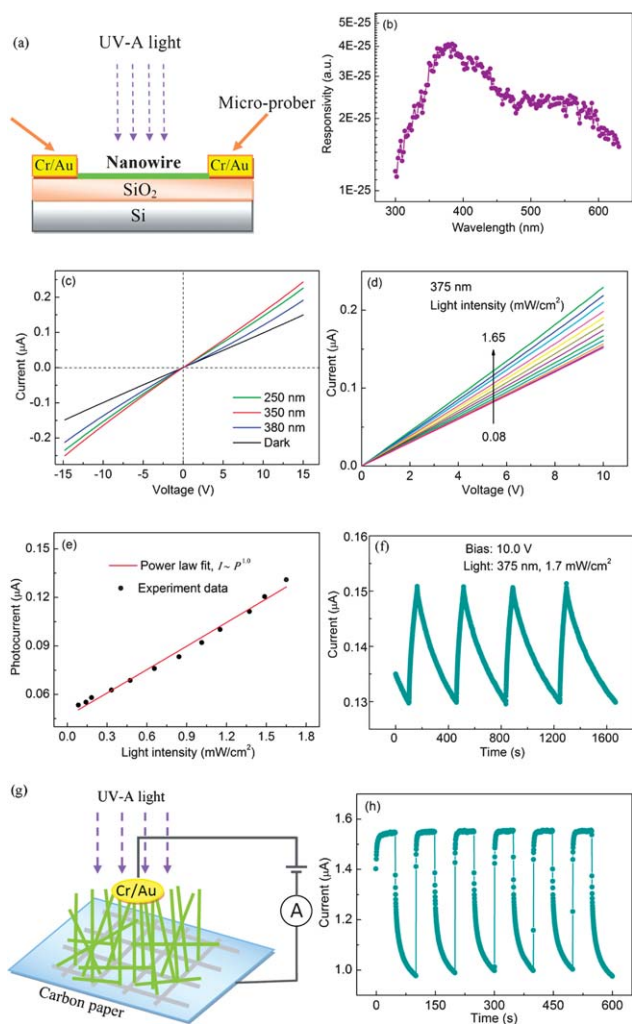 (a)
UV-A light
Micro-prober
Cr/Au
Nanowire
Cr/Au
SiO2
Si
(b)
5E-25
4E-25
3E-25
2E-25
1E-25
Responsivity (a.u.)
300 400 500 600
Wavelength (nm)
(c)
0.2
0.1
0.0
-0.1
-0.2
Current (μA)
250 nm
350 nm
380 nm
Dark
-15 -10 -5 0 5 10 15
Voltage (V)
(d)
375 nm
Light intensity (mW/cm2)
1.65
0.08
0.2
0.1
0.0
Current (μA)
0 2 4 6 8 10
Voltage (V)
(e)
Power law fit, I ~ P1.0
Experiment data
0.15
0.12
0.09
0.06
Photocurrent (μA)
0.0 0.3 0.6 0.9 1.2 1.5 1.8
Light intensity (mW/cm2)
(f)
Bias: 10.0 V
Light: 375 nm, 1.7 mW/cm2
0.16
0.15
0.14
0.13
Current (μA)
0 400 800 1200 1600
Time (s)
(g)
UV-A light
Cr/Au
A
Carbon paper
(h)
1.6
1.4
1.2
1.0
Current (μA)
0 150 300 450 600
Time (s)